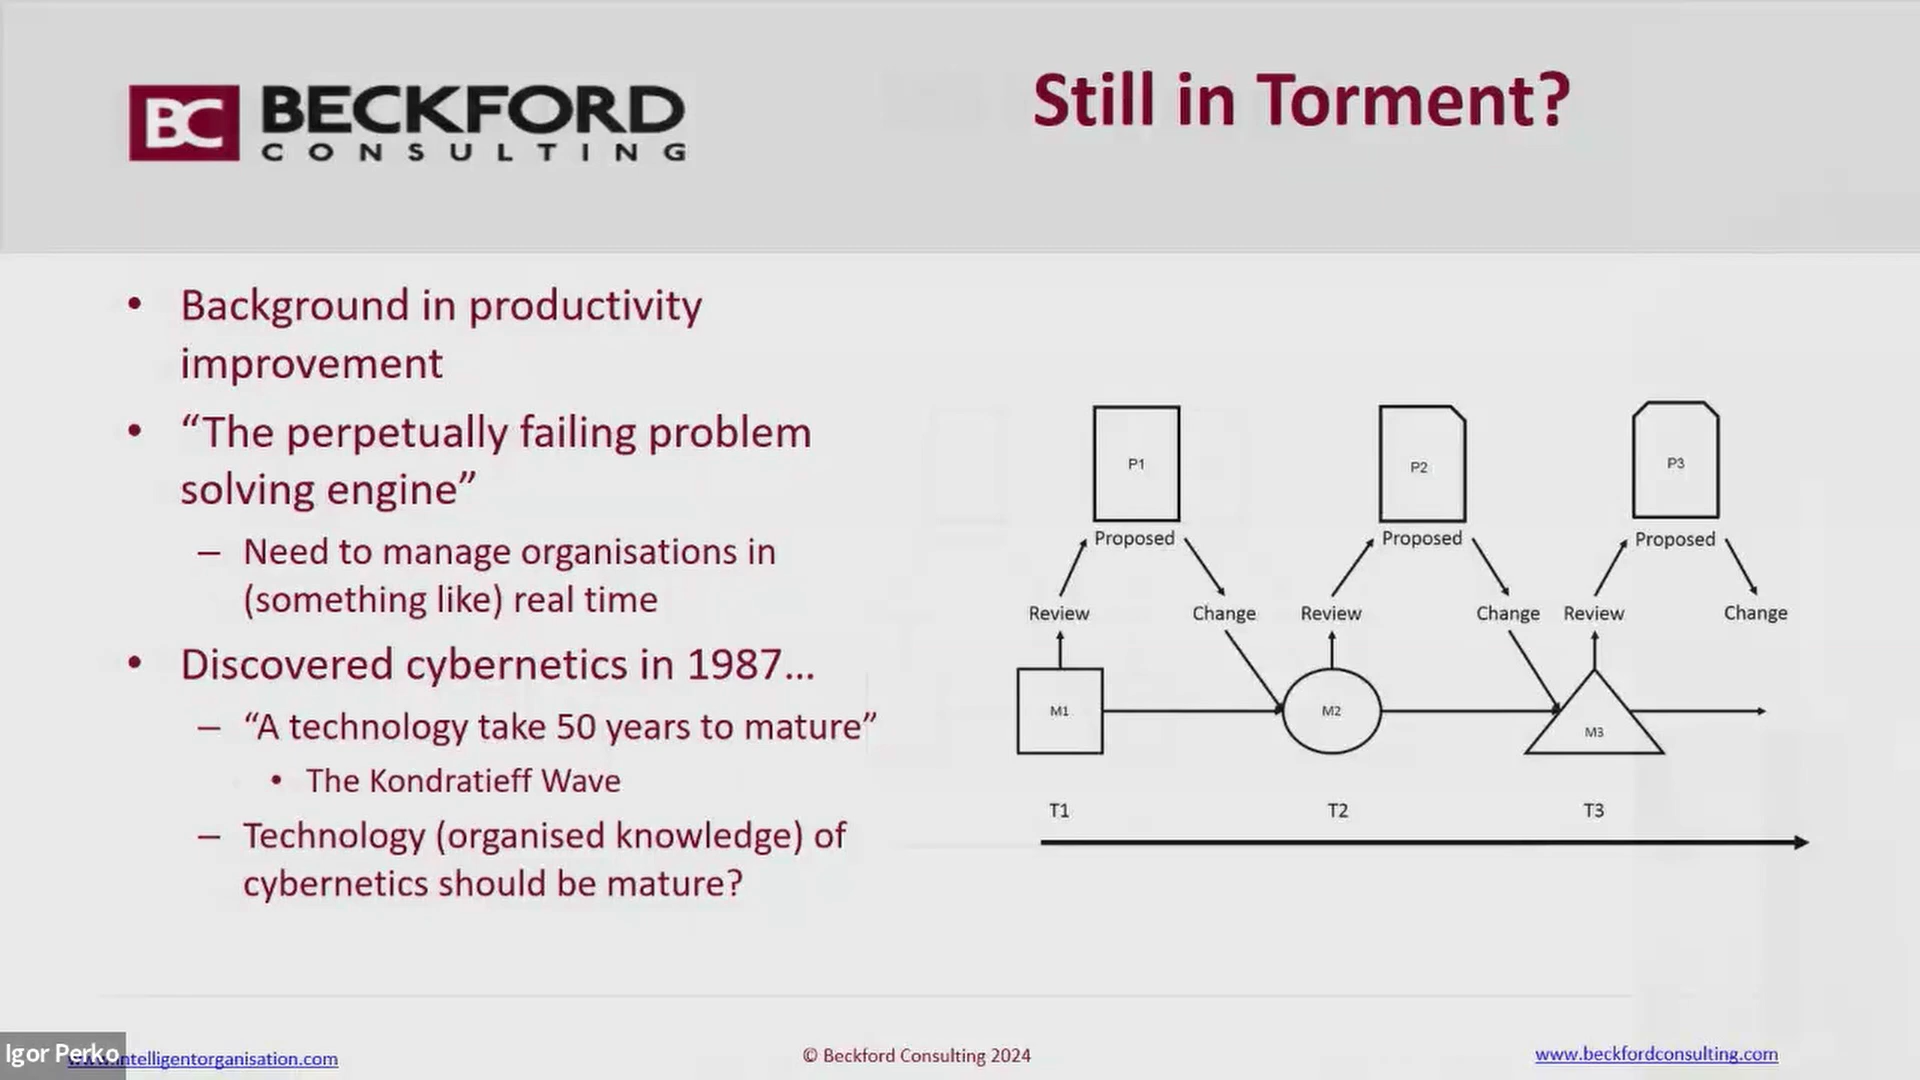 BC BECKFORD
CONSULTING
Still in Torment?
• Background in productivity
improvement
• “The perpetually failing problem
solving engine”
– Need to manage organisations in
(something like) real time
• Discovered cybernetics in 1987...
– “A technology take 50 years to mature”
• The Kondratieff Wave
– Technology (organised knowledge) of
cybernetics should be mature?
P1
P2
P3
Proposed
Proposed
Proposed
Review
Change
Review
Change
Review
Change
M1
M2
M3
T1
T2
T3
Igor Perko
www.intelligentorganisation.com
© Beckford Consulting 2024
www.beckfordconsulting.com